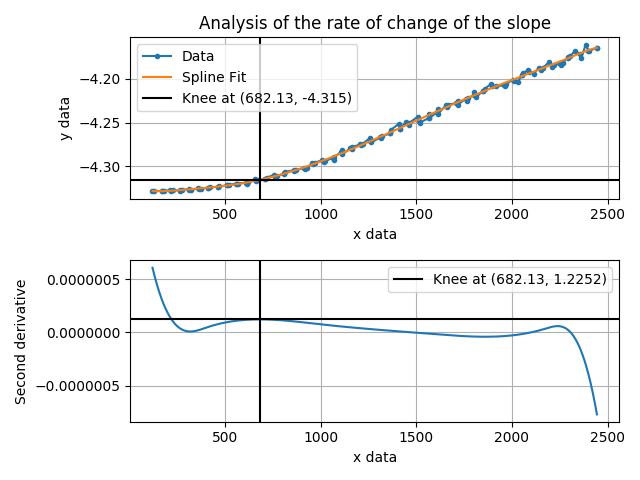 Analysis of the rate of change of the slope
Data
Spline Fit
Knee at (682.13, -4.315)
−4.20
−4.25
−4.30
y data
500 1000 1500 2000 2500
x data
Knee at (682.13, 1.2252)
0.0000005
0.0000000
−0.0000005
Second derivative
500 1000 1500 2000 2500
x data